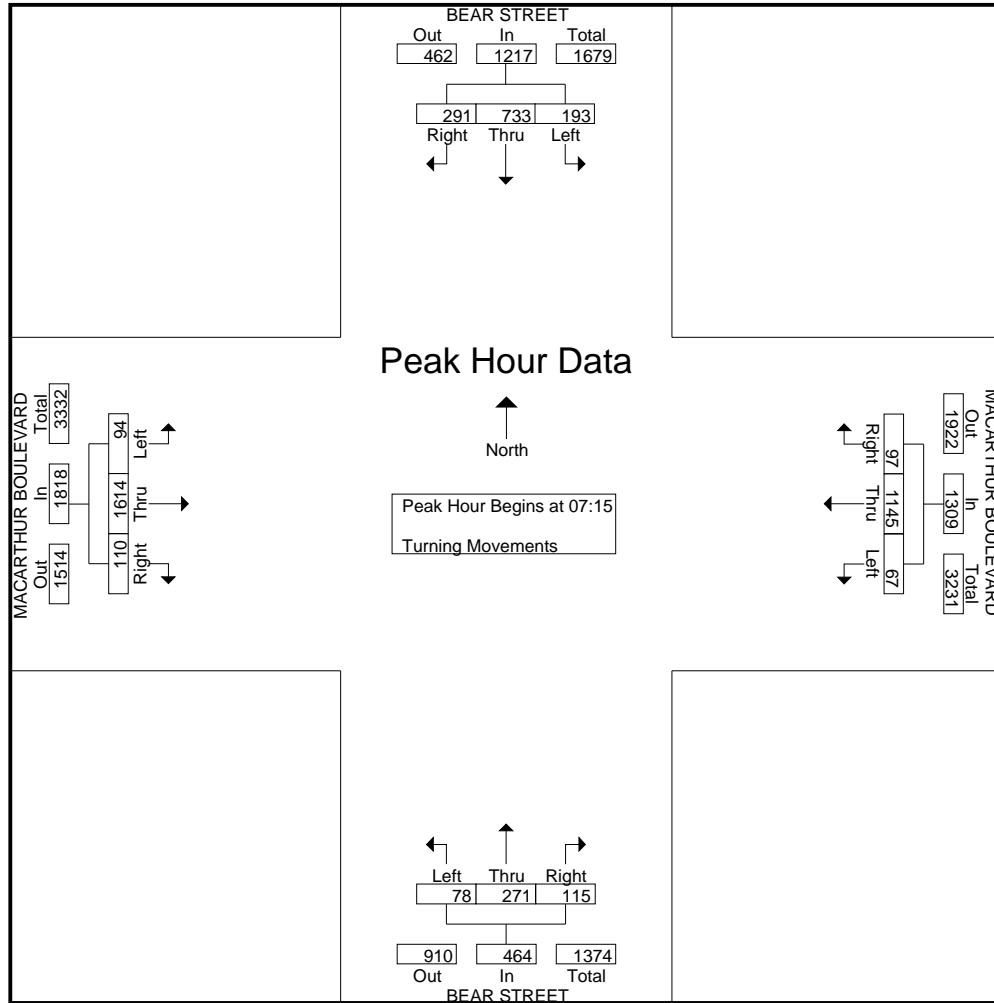 BEAR STREET
Out In Total
462 1217 1679
291 733 193
Right Thru Left
Peak Hour Data
North
Peak Hour Begins at 07:15
Turning Movements
MACARTHUR BOULEVARD
Out In Total
1514 1818 3332
110 1614 94
Right Thru Left
MACARTHUR BOULEVARD
Out In Total
1922 1309 3231
97 1145 67
Right Thru Left
Left Thru Right
78 271 115
910 464 1374
Out In Total
BEAR STREET